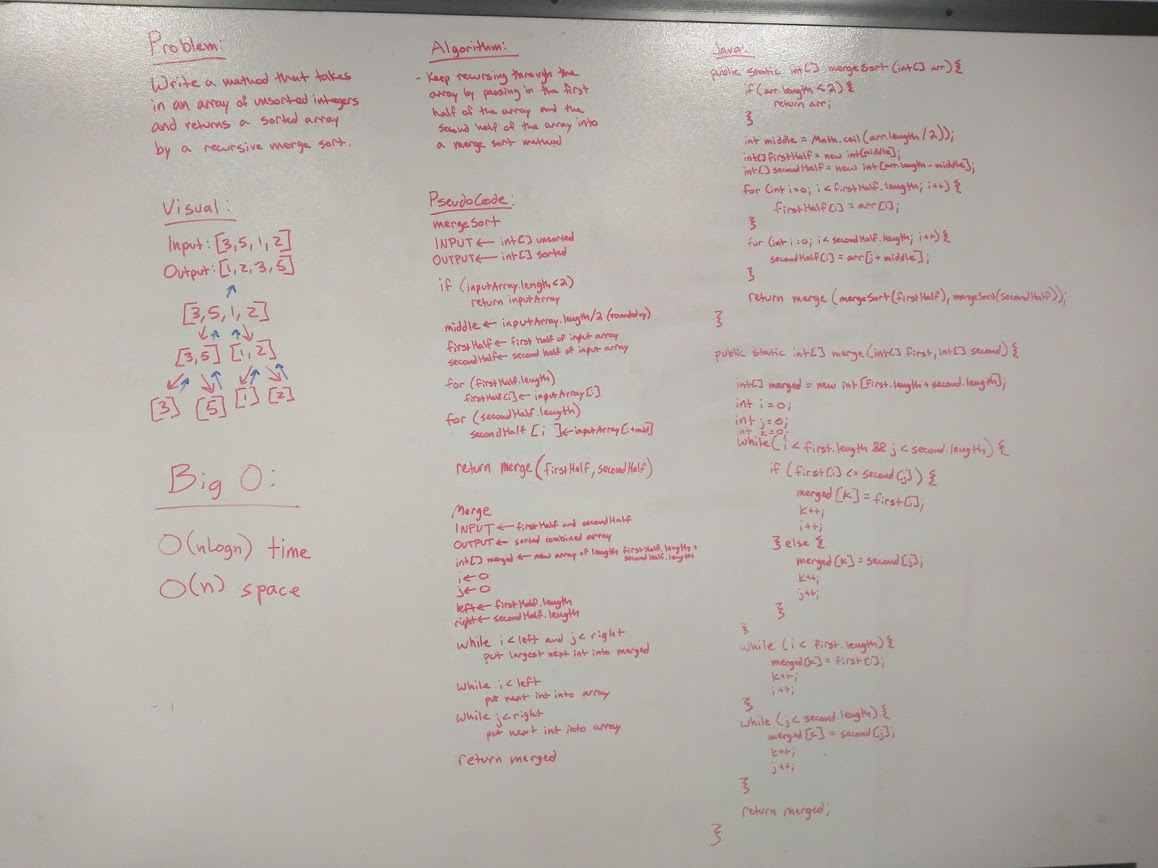 Problem:
Write a method that takes
in an array of unsorted integers
and returns a sorted array
by a recursive merge sort.
Visual:
Input: [3,5,1,2]
Output: [1,2,3,5]
[3,5,1,2]
[3,5] [1,2]
[3] [5] [1] [2]
Big O:
O(nLogn) time
O(n) space
Algorithm:
- Keep recursing through the
array by passing in the first
half of the array and the
second half of the array into
a merge sort method
PseudoCode:
mergeSort
INPUT ← int[] unsorted
OUTPUT ← int[] sorted
if (inputArray.length < 2)
return inputArray
middle ← inputArray.length/2 (rounded up)
firstHalf ← first half of input array
secondHalf ← second half of input array
for (firstHalf.length)
firstHalf[i] ← inputArray[i]
for (secondHalf.length)
secondHalf [i] ← inputArray[i+mid]
return merge(firstHalf, secondHalf)
Merge
INPUT ← firstHalf and secondHalf
OUTPUT ← sorted combined array
int[] merged ← new array of length firstHalf.length +
secondHalf.length
i ← 0
j ← 0
left ← firstHalf.length
right ← secondHalf.length
while i < left and j < right
put largest next int into merged
while i < left
put next int into array
while j < right
put next int into array
return merged
Java:
public static int[] mergeSort (int[] arr) {
if (arr.length < 2) {
return arr;
}
int middle = Math.ceil(arr.length / 2));
int[] firstHalf = new int[middle];
int[] secondHalf = new int[arr.length - middle];
for (int i=0; i < firstHalf.length; i++) {
firstHalf[i] = arr[i];
}
for (int i=0; i < secondHalf.length; i++) {
secondHalf[i] = arr[i + middle];
}
return merge (mergeSort(firstHalf), mergeSort(secondHalf));
}
public static int[] merge (int[] first, int[] second) {
int[] merged = new int [first.length + second.length];
int i = 0;
int j = 0;
int k = 0;
while( i < first.length && j < second.length) {
if (first[i] <= second[j]) {
merged [k] = first[i];
k++;
i++;
} else {
merged[k] = second[j];
k++;
j++;
}
}
while (i < first.length) {
merged[k] = first[i];
k++;
i++;
}
while (j < second.length) {
merged[k] = second[j];
k++;
j++;
}
return merged;
}